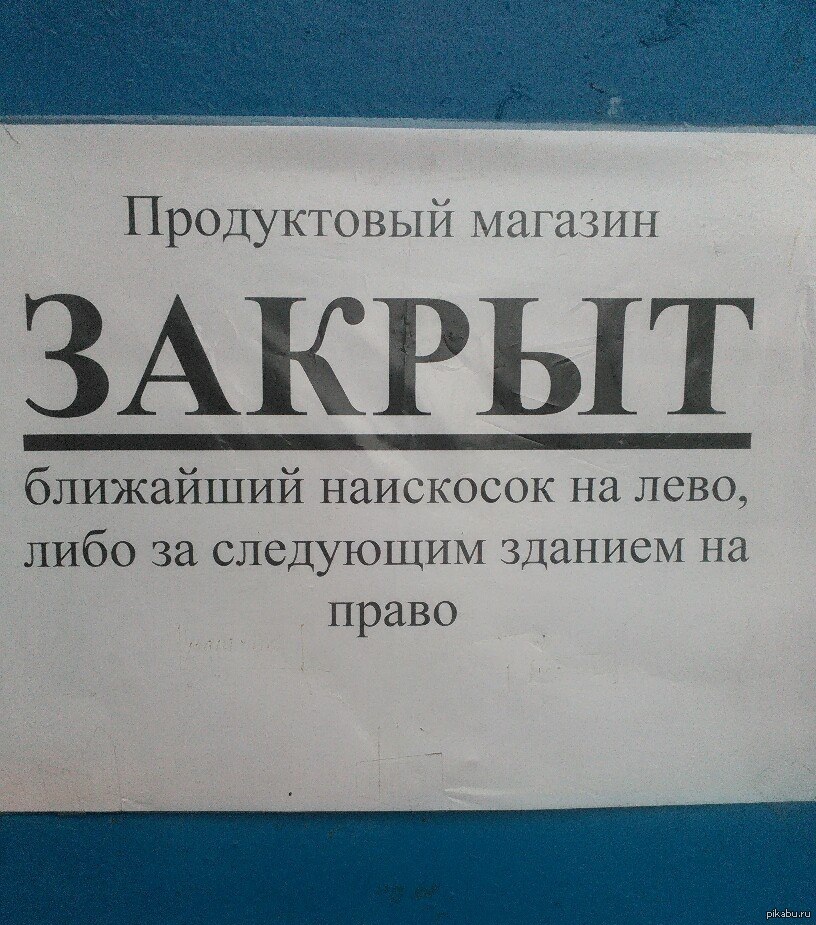 Продуктовый магазин
ЗАКРЫТ
ближайший наискосок на лево,
либо за следующим зданием на
право
pikabu.ru